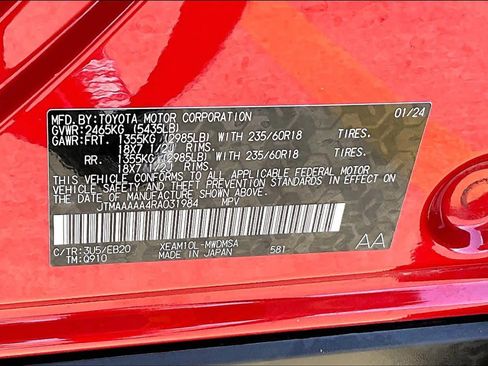 MFD. BY: TOYOTA MOTOR CORPORATION 01/24
GVWR: 2465KG (5435LB)
GAWR: FRT. 1355KG (2985LB) WITH 235/60R18 TIRES.
18X7 1/2J RIMS.
RR. 1355KG (2985LB) WITH 235/60R18 TIRES.
18X7 1/2J RIMS.
THIS VEHICLE CONFORMS TO ALL APPLICABLE FEDERAL MOTOR
VEHICLE SAFETY AND THEFT PREVENTION STANDARDS IN EFFECT ON
THE DATE OF MANUFACTURE SHOWN ABOVE.
JTMAAAAA4RA031984 MPV
C/TR: 3U5/EB20 XEAM10L-MWDMSA
TM: Q910 MADE IN JAPAN 581 AA